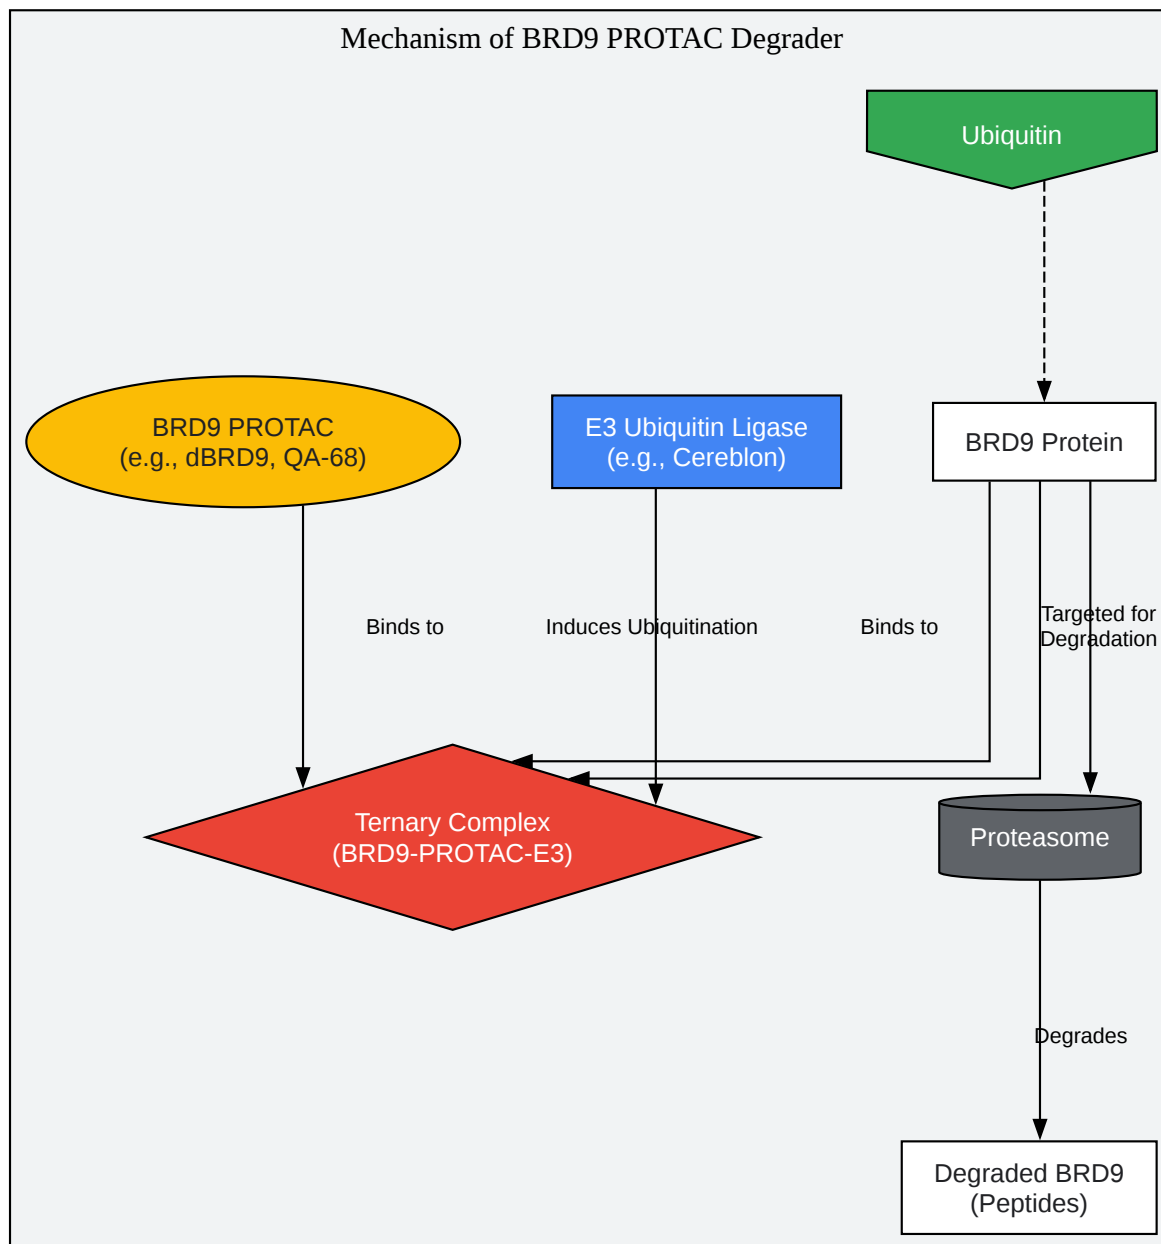 Mechanism of BRD9 PROTAC Degrader
Ubiquitin
BRD9 PROTAC
(e.g., dBRD9, QA-68)
E3 Ubiquitin Ligase
(e.g., Cereblon)
BRD9 Protein
Binds to
Induces Ubiquitination
Binds to
Targeted for
Degradation
Ternary Complex
(BRD9-PROTAC-E3)
Proteasome
Degrades
Degraded BRD9
(Peptides)